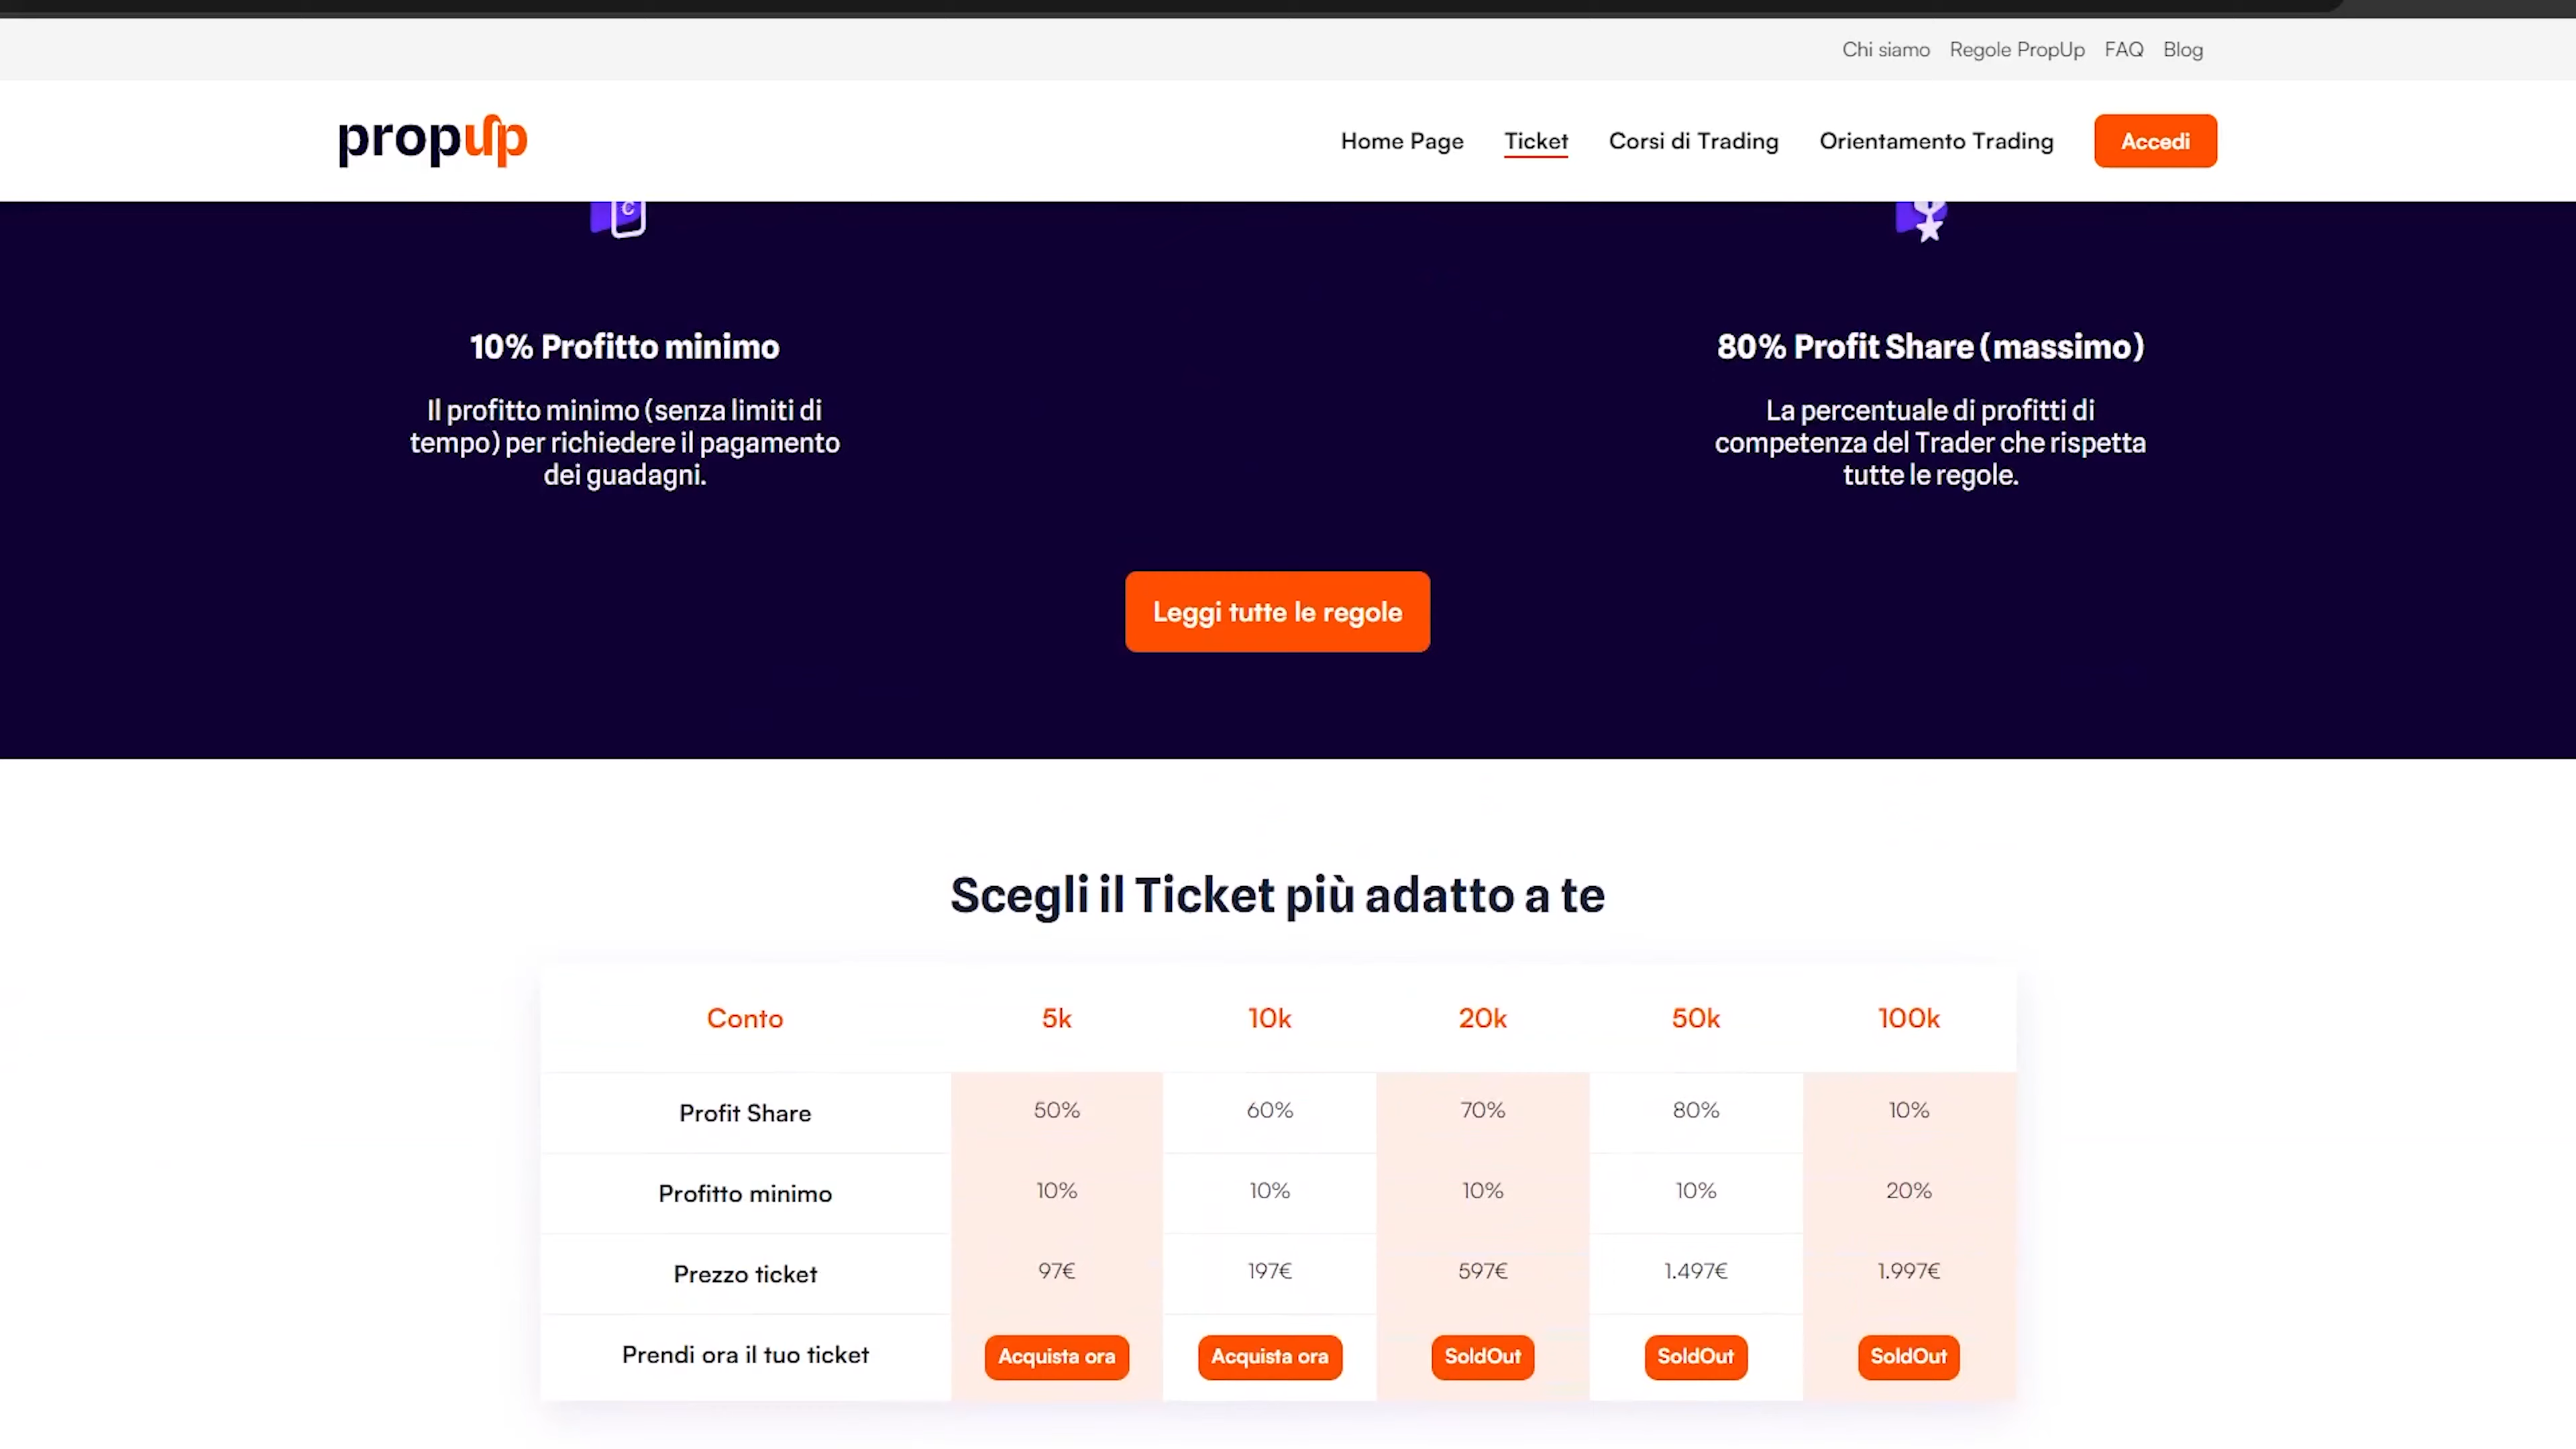 Chi siamo Regole PropUp FAQ Blog
propup
Home Page Ticket Corsi di Trading Orientamento Trading Accedi
€
10% Profitto minimo
Il profitto minimo (senza limiti di
tempo) per richiedere il pagamento
dei guadagni.
80% Profit Share (massimo)
La percentuale di profitti di
competenza del Trader che rispetta
tutte le regole.
Leggi tutte le regole
Scegli il Ticket più adatto a te
Conto 5k 10k 20k 50k 100k
Profit Share 50% 60% 70% 80% 10%
Profitto minimo 10% 10% 10% 10% 20%
Prezzo ticket 97€ 197€ 597€ 1.497€ 1.997€
Prendi ora il tuo ticket Acquista ora Acquista ora SoldOut SoldOut SoldOut